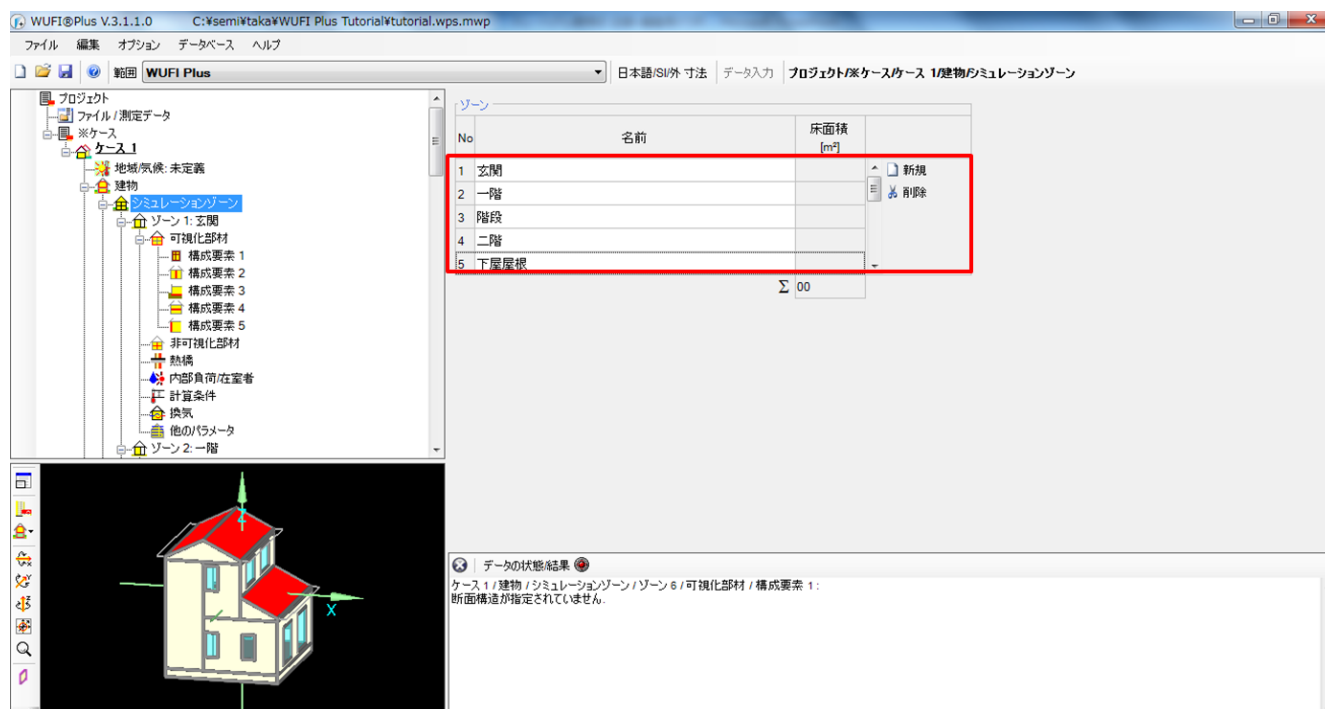 WUFI®Plus V.3.1.1.0 C:¥semi¥taka¥WUFI Plus Tutorial¥tutorial.wps.mwp
ファイル 編集 オプション データベース ヘルプ
範囲 WUFI Plus 日本語/SI/外 寸法 データ入力 プロジェクト/※ケース/ケース 1/建物/シミュレーションゾーン
プロジェクト
ファイル / 測定データ
※ケース
ケース 1
地域/気候: 未定義
建物
シミュレーションゾーン
ゾーン 1: 玄関
可視化部材
構成要素 1
構成要素 2
構成要素 3
構成要素 4
構成要素 5
非可視化部材
熱橋
内部負荷/在室者
計算条件
換気
他のパラメータ
ゾーン 2: 一階
ゾーン
No 名前 床面積 [m²]
1 玄関
2 一階
3 階段
4 二階
5 下屋屋根
新規
削除
Σ 00
Z
X
データの状態/結果
ケース 1 / 建物 / シミュレーションゾーン / ゾーン 6 / 可視化部材 / 構成要素 1 :
断面構造が指定されていません.